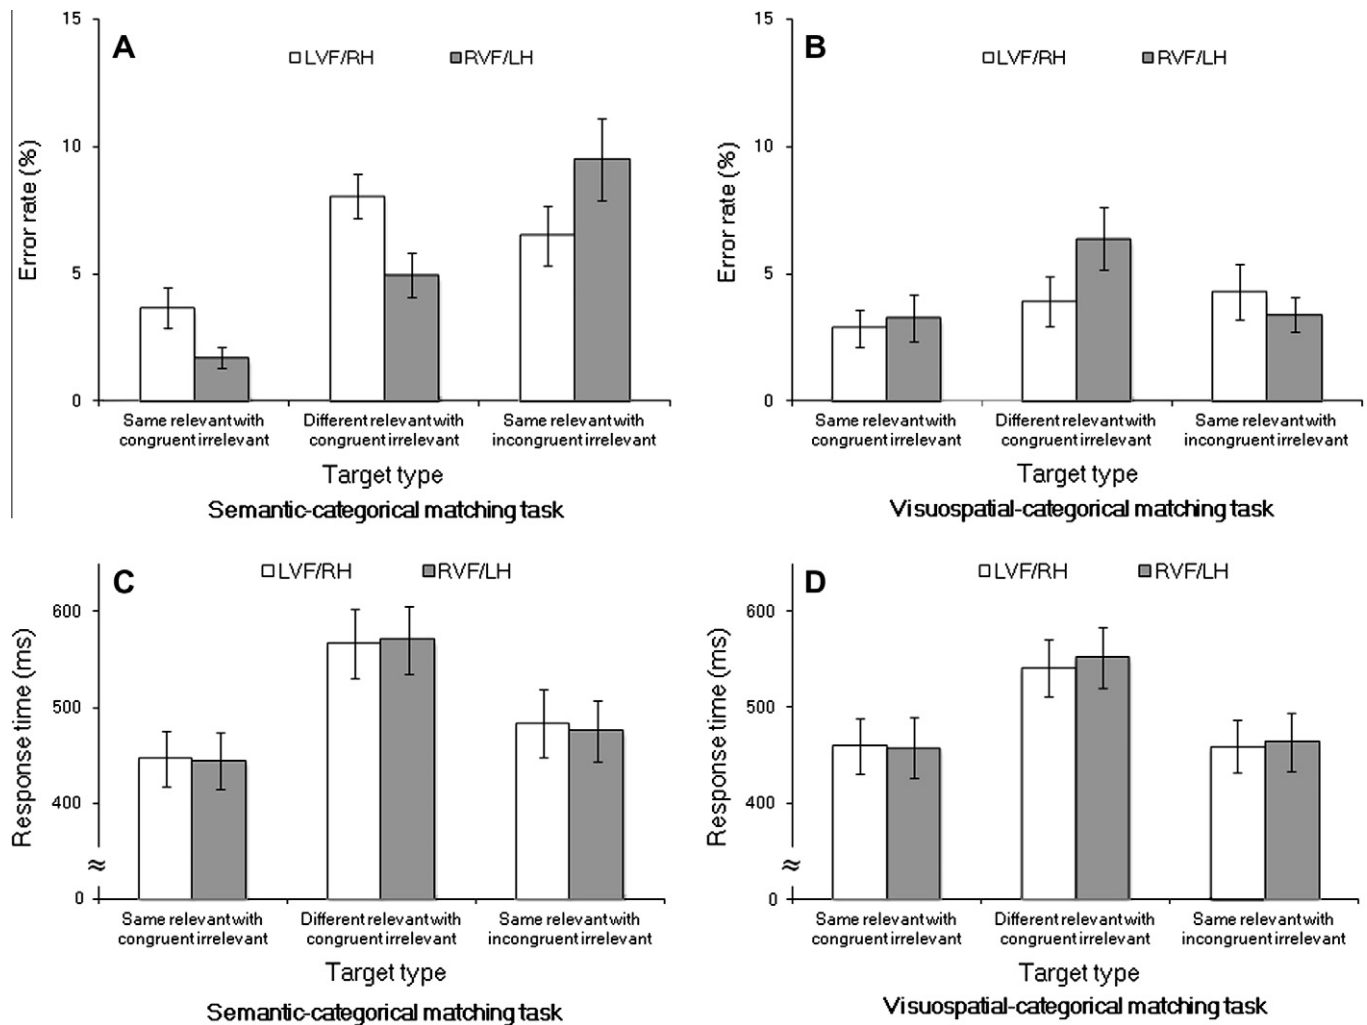 A
LVF/RH RVF/LH
15
10
5
0
Error rate (%)
Same relevant with Different relevant with Same relevant with
congruent irrelevant congruent irrelevant incongruent irrelevant
Target type
Semantic-categorical matching task
B
LVF/RH RVF/LH
15
10
5
0
Error rate (%)
Same relevant with Different relevant with Same relevant with
congruent irrelevant congruent irrelevant incongruent irrelevant
Target type
Visuospatial-categorical matching task
C
LVF/RH RVF/LH
600
500
400
≈
0
Response time (ms)
Same relevant with Different relevant with Same relevant with
congruent irrelevant congruent irrelevant incongruent irrelevant
Target type
Semantic-categorical matching task
D
LVF/RH RVF/LH
600
500
400
≈
0
Response time (ms)
Same relevant with Different relevant with Same relevant with
congruent irrelevant congruent irrelevant incongruent irrelevant
Target type
Visuospatial-categorical matching task